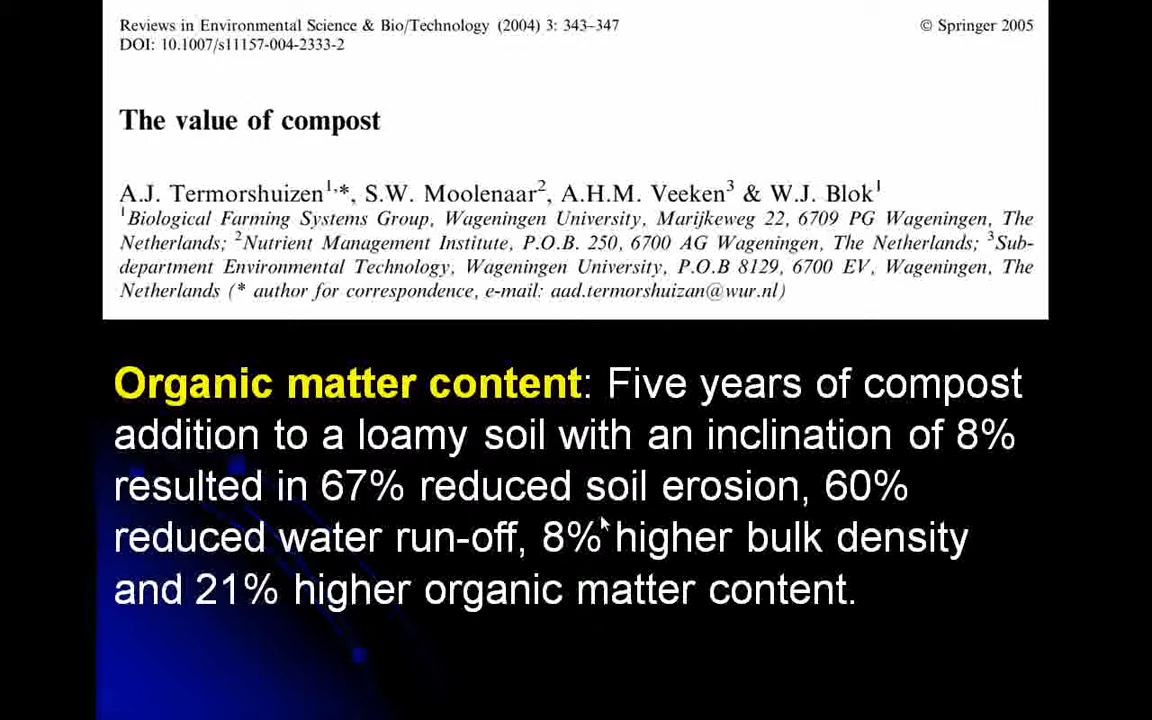 Reviews in Environmental Science & Bio/Technology (2004) 3: 343–347 © Springer 2005
DOI: 10.1007/s11157-004-2333-2
The value of compost
A.J. Termorshuizen1,*, S.W. Moolenaar2, A.H.M. Veeken3 & W.J. Blok1
1Biological Farming Systems Group, Wageningen University, Marijkeweg 22, 6709 PG Wageningen, The
Netherlands; 2Nutrient Management Institute, P.O.B. 250, 6700 AG Wageningen, The Netherlands; 3Sub-
department Environmental Technology, Wageningen University, P.O.B 8129, 6700 EV, Wageningen, The
Netherlands (* author for correspondence, e-mail: aad.termorshuizan@wur.nl)
Organic matter content: Five years of compost
addition to a loamy soil with an inclination of 8%
resulted in 67% reduced soil erosion, 60%
reduced water run-off, 8% higher bulk density
and 21% higher organic matter content.